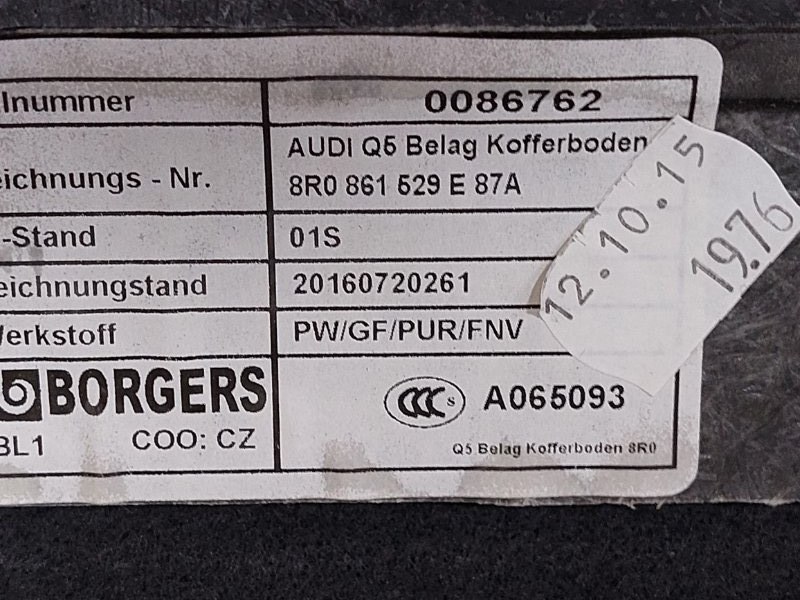 lnummer 0086762
eichnungs - Nr. AUDI Q5 Belag Kofferboden
8R0 861 529 E 87A
-Stand 01S
eichnungstand 20160720261
Werkstoff PW/GF/PUR/FNV
BORGERS
BL1 COO: CZ
CCC S A065093
Q5 Belag Kofferboden 8R0
12.10.15
19.76